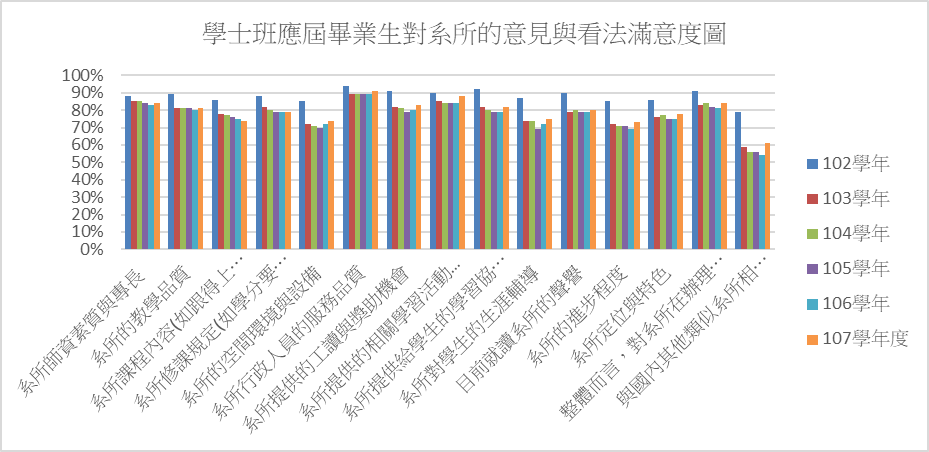 學士班應屆畢業生對系所的意見與看法滿意度圖
100%
90%
80%
70%
60%
50%
40%
30%
20%
10%
0%
系所師資素質與專長
系所的教學品質
系所課程內容(如跟得上…
系所修課規定(如學分要…
系所的空間環境與設備
系所行政人員的服務品質
系所提供的工讀與獎助機會
系所提供的相關學習活動…
系所提供給學生的學習協…
系所對學生的生涯輔導
目前就讀系所的聲譽
系所的進步程度
系所定位與特色
整體而言，對系所在辦理…
與國內其他類似系所相…
102學年
103學年
104學年
105學年
106學年
107學年度